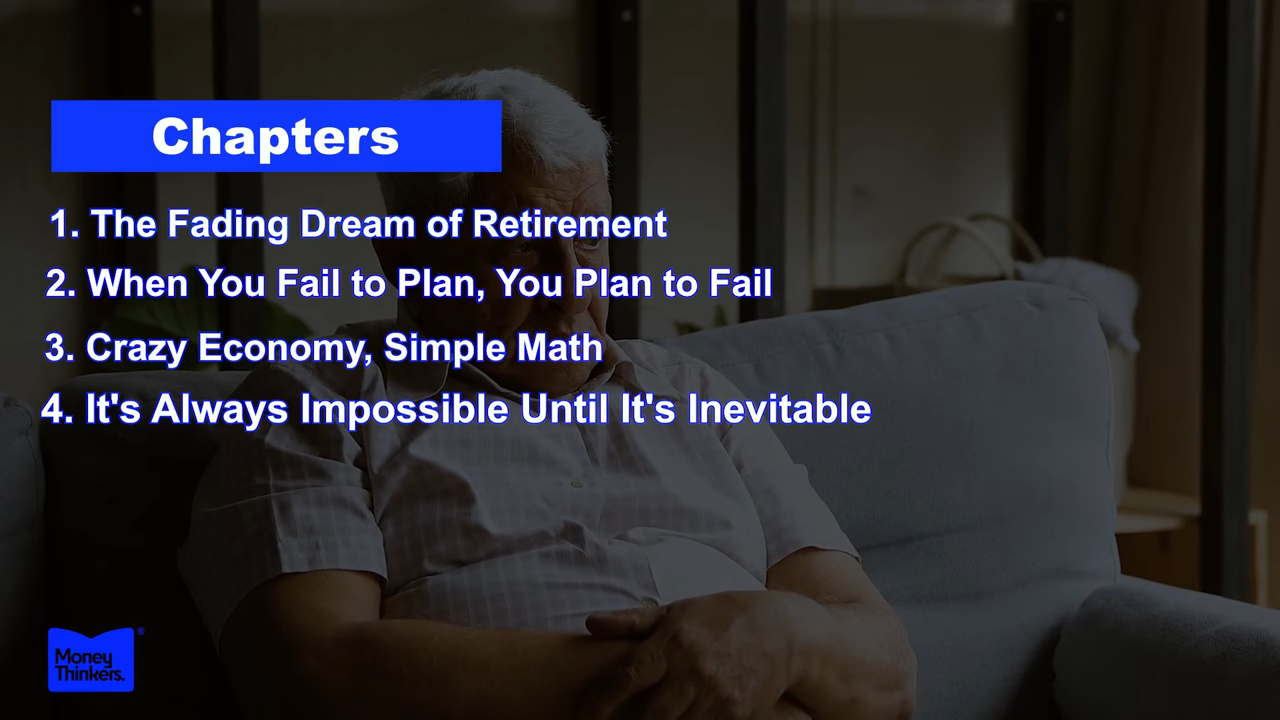 Chapters
1. The Fading Dream of Retirement
2. When You Fail to Plan, You Plan to Fail
3. Crazy Economy, Simple Math
4. It's Always Impossible Until It's Inevitable
Money
Thinkers.
®